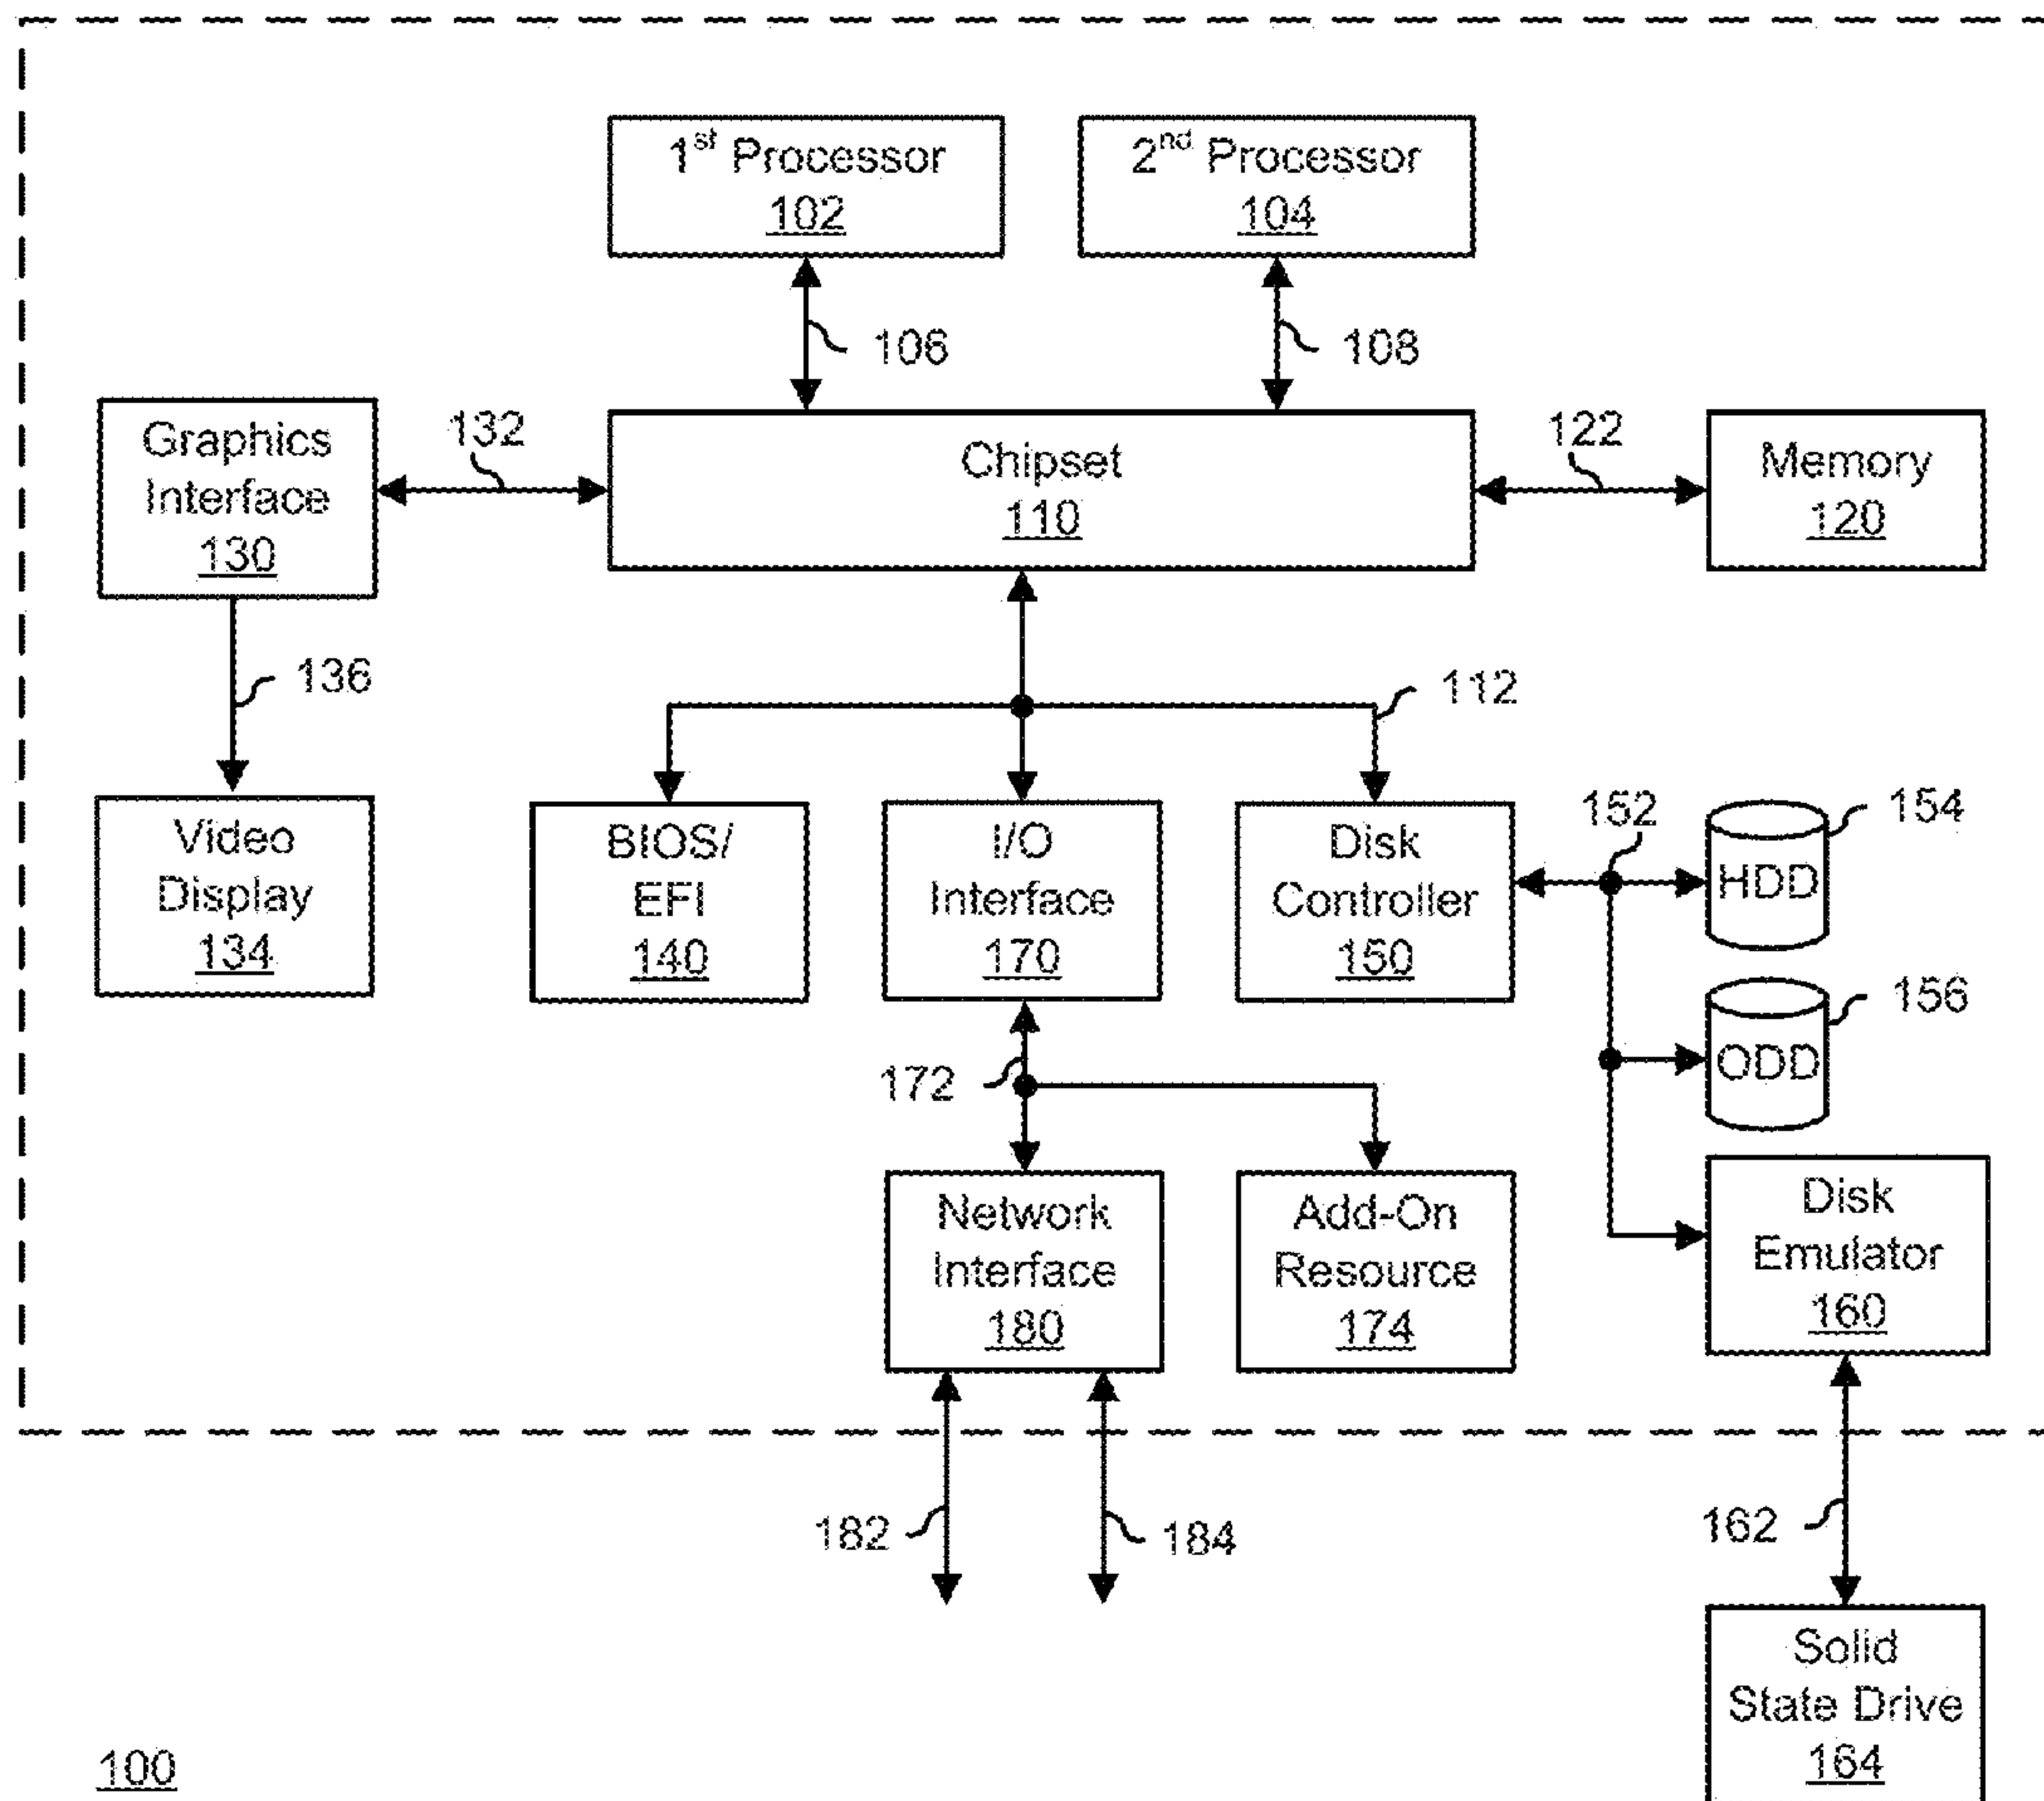 1st Processor
102
2nd Processor
104
106
108
Graphics
Interface
130
132
Chipset
110
122
Memory
120
136
112
Video
Display
134
BIOS/
EFI
140
I/O
Interface
170
Disk
Controller
150
152
HDD
154
ODD
156
172
Network
Interface
180
Add-On
Resource
174
Disk
Emulator
160
182
184
162
Solid
State Drive
164
100